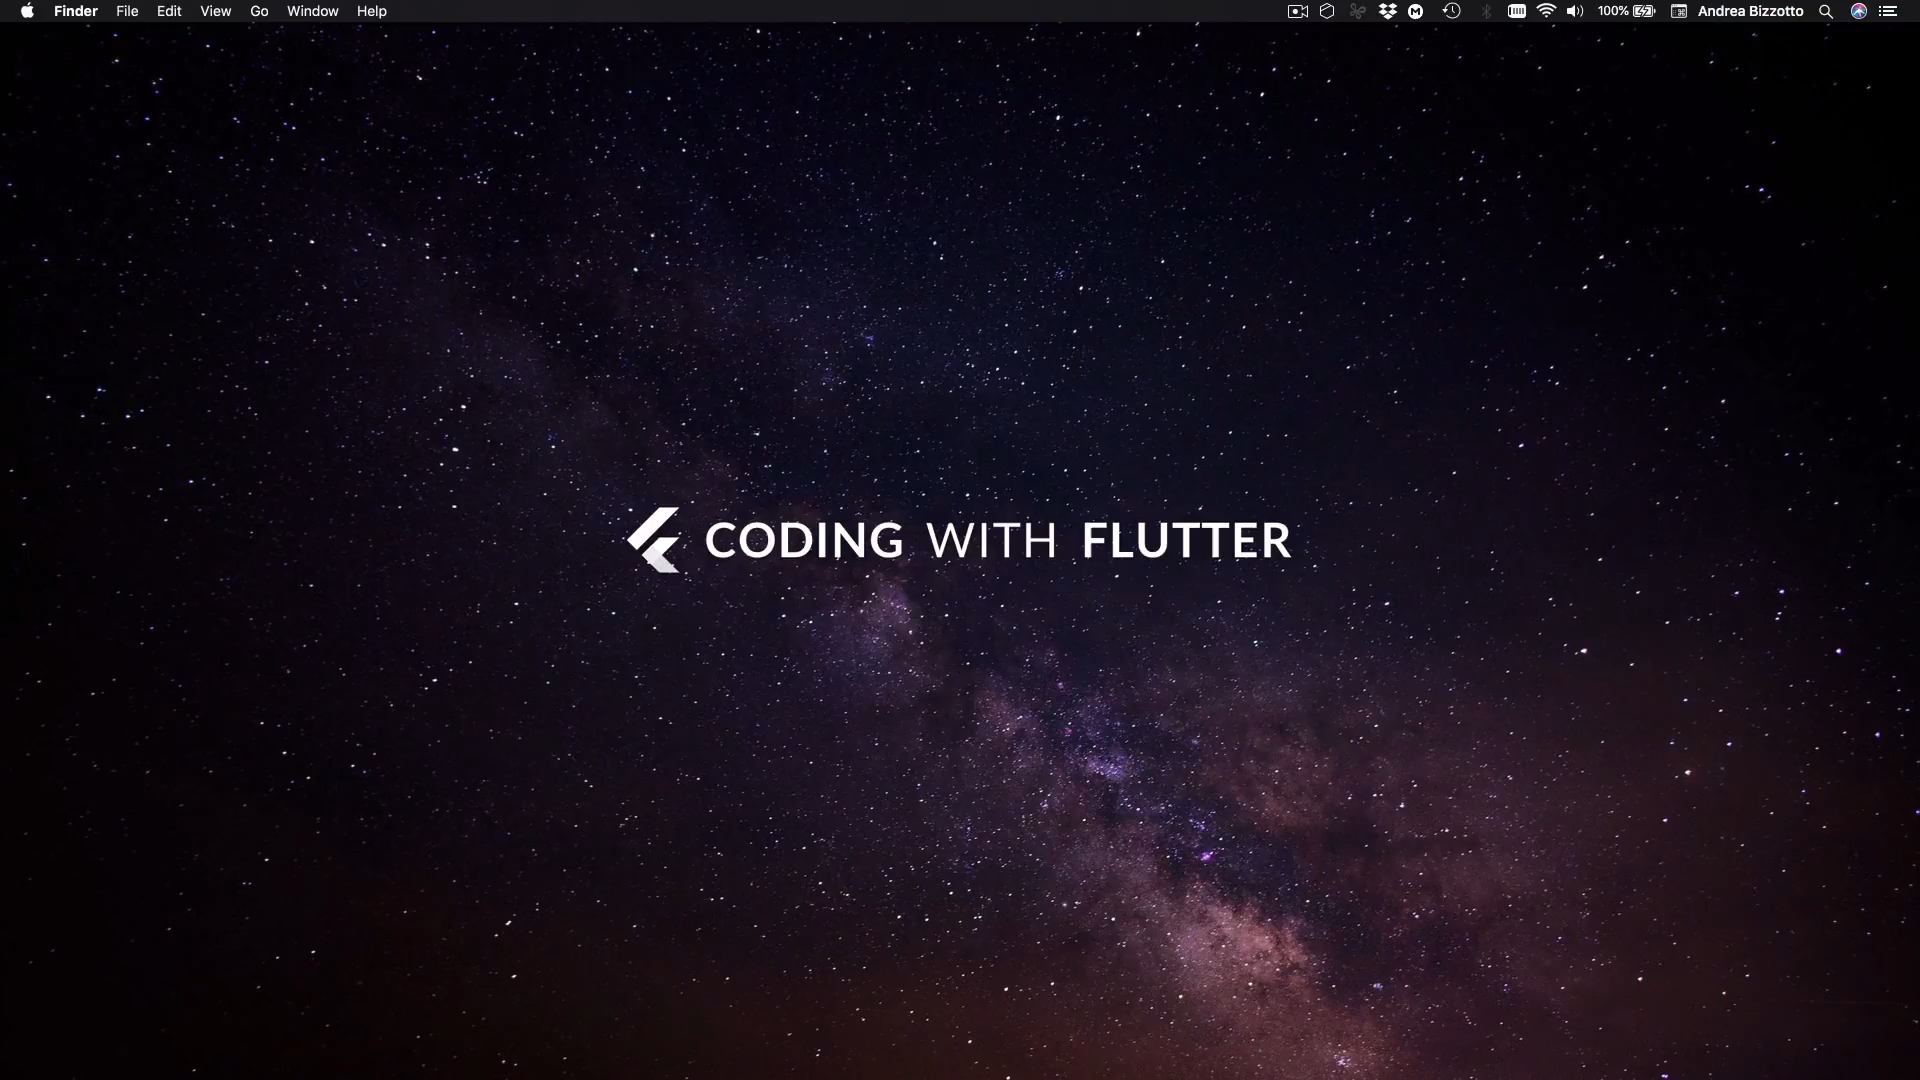 Finder File Edit View Go Window Help 100% Andrea Bizzotto
CODING WITH FLUTTER